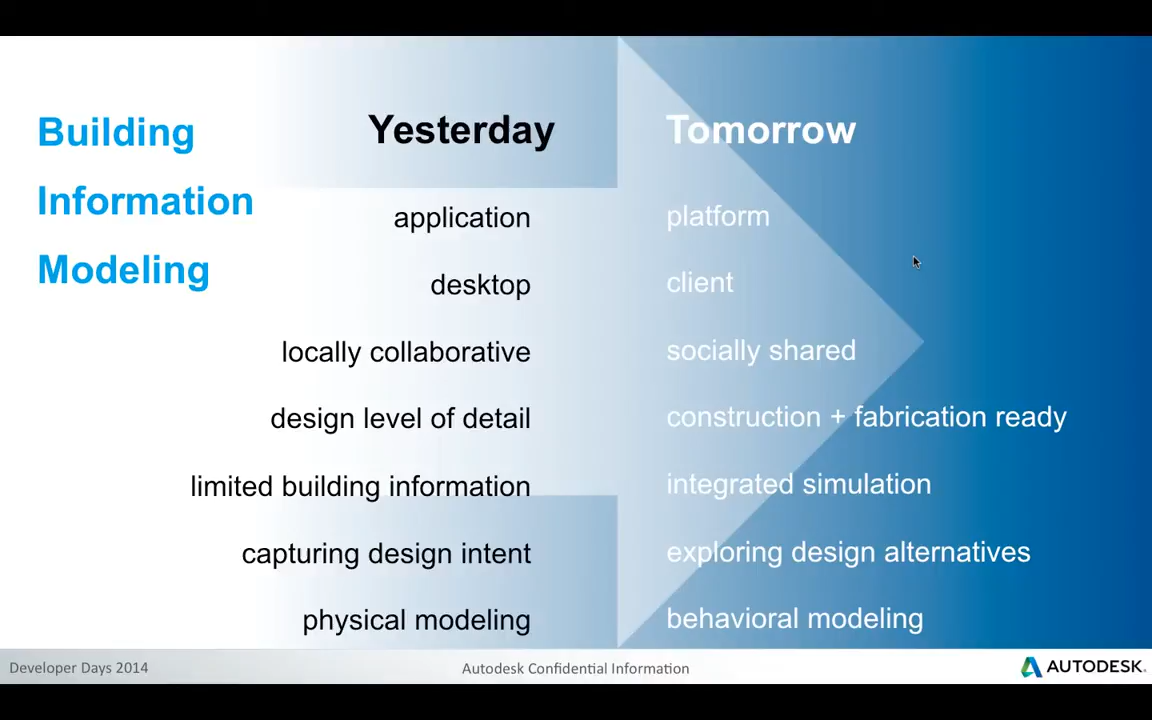 Building
Information
Modeling
Yesterday Tomorrow
application platform
desktop client
locally collaborative socially shared
design level of detail construction + fabrication ready
limited building information integrated simulation
capturing design intent exploring design alternatives
physical modeling behavioral modeling
Developer Days 2014 Autodesk Confidential Information AUTODESK.